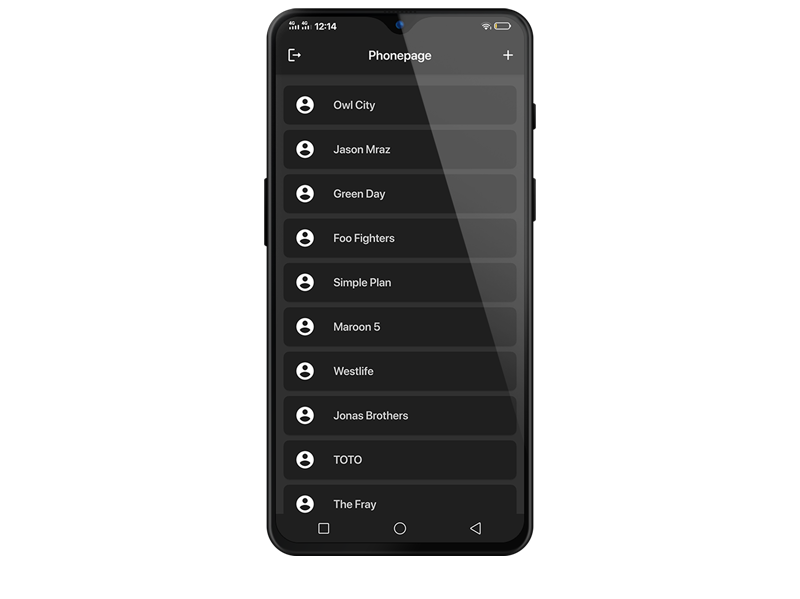 4G 4G 12:14
Phonepage
Owl City
Jason Mraz
Green Day
Foo Fighters
Simple Plan
Maroon 5
Westlife
Jonas Brothers
TOTO
The Fray